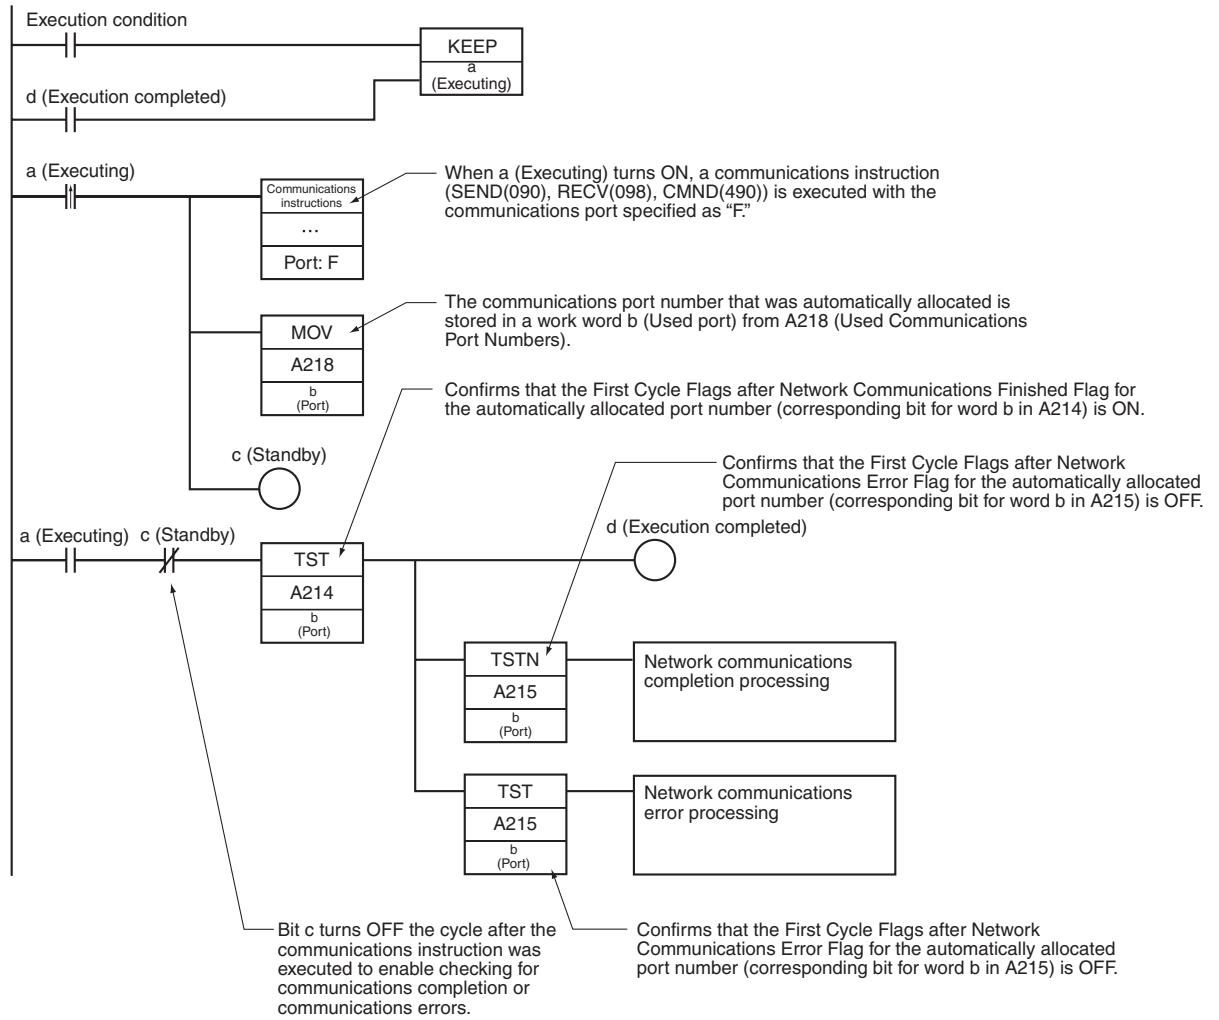 Execution condition
KEEP
a
(Executing)
d (Execution completed)
a (Executing)
Communications
instructions
...
Port: F
When a (Executing) turns ON, a communications instruction
(SEND(090), RECV(098), CMND(490)) is executed with the
communications port specified as “F.”
The communications port number that was automatically allocated is
stored in a work word b (Used port) from A218 (Used Communications
Port Numbers).
MOV
A218
b
(Port)
Confirms that the First Cycle Flags after Network Communications Finished Flag for
the automatically allocated port number (corresponding bit for word b in A214) is ON.
c (Standby)
Confirms that the First Cycle Flags after Network
Communications Error Flag for the automatically allocated
port number (corresponding bit for word b in A215) is OFF.
a (Executing)
c (Standby)
TST
A214
b
(Port)
d (Execution completed)
TSTN
A215
b
(Port)
Network communications
completion processing
TST
A215
b
(Port)
Network communications
error processing
Bit c turns OFF the cycle after the
communications instruction was
executed to enable checking for
communications completion or
communications errors.
Confirms that the First Cycle Flags after Network
Communications Error Flag for the automatically allocated
port number (corresponding bit for word b in A215) is OFF.